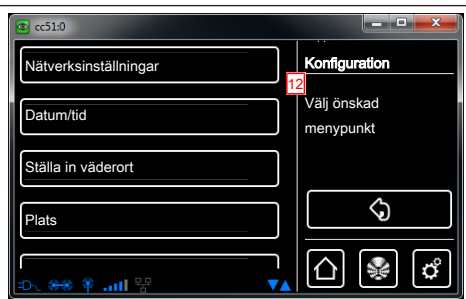 cc51:0
Nätverksinställningar
Datum/tid
Ställa in väderort
Plats
Konfiguration
12
Välj önskad
menypunkt